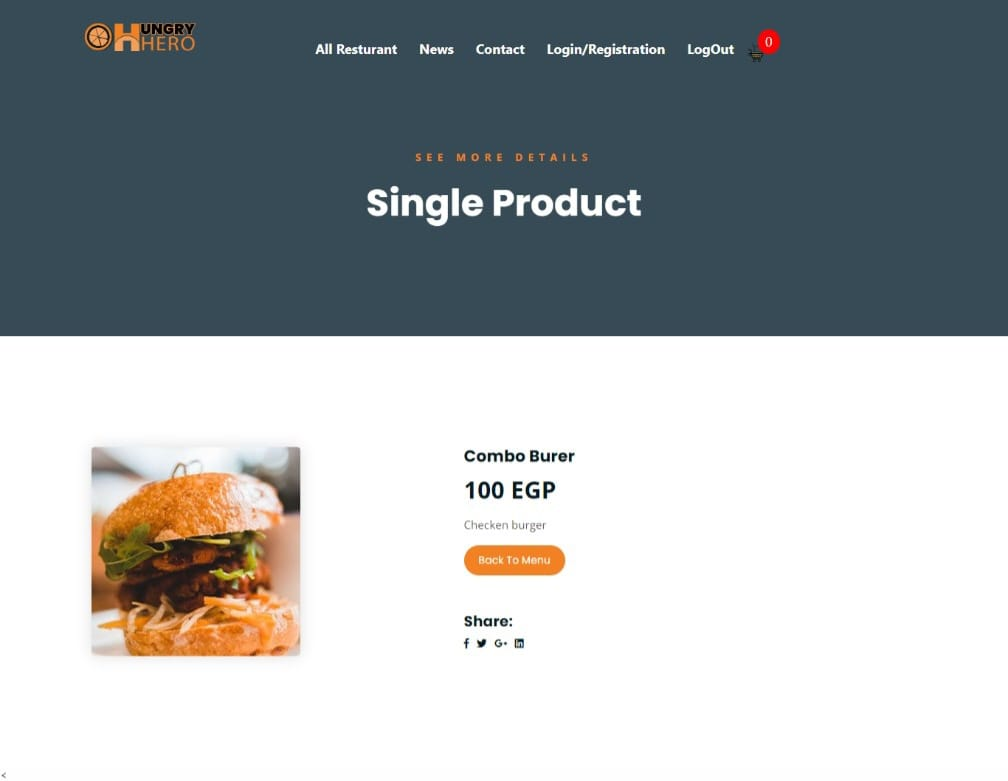 HUNGRY
HERO
All Resturant News Contact Login/Registration LogOut 0
SEE MORE DETAILS
Single Product
Combo Burer
100 EGP
Checken burger
Back To Menu
Share:
<